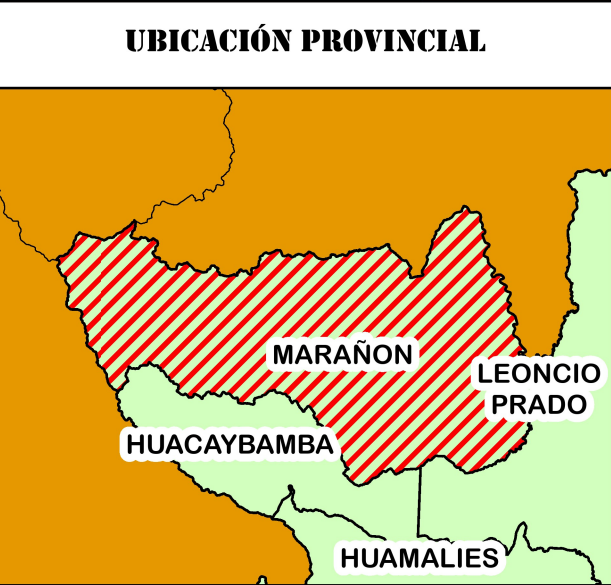 UBICACIÓN PROVINCIAL
MARAÑON
LEONCIO
PRADO
HUACAYBAMBA
HUAMALIES